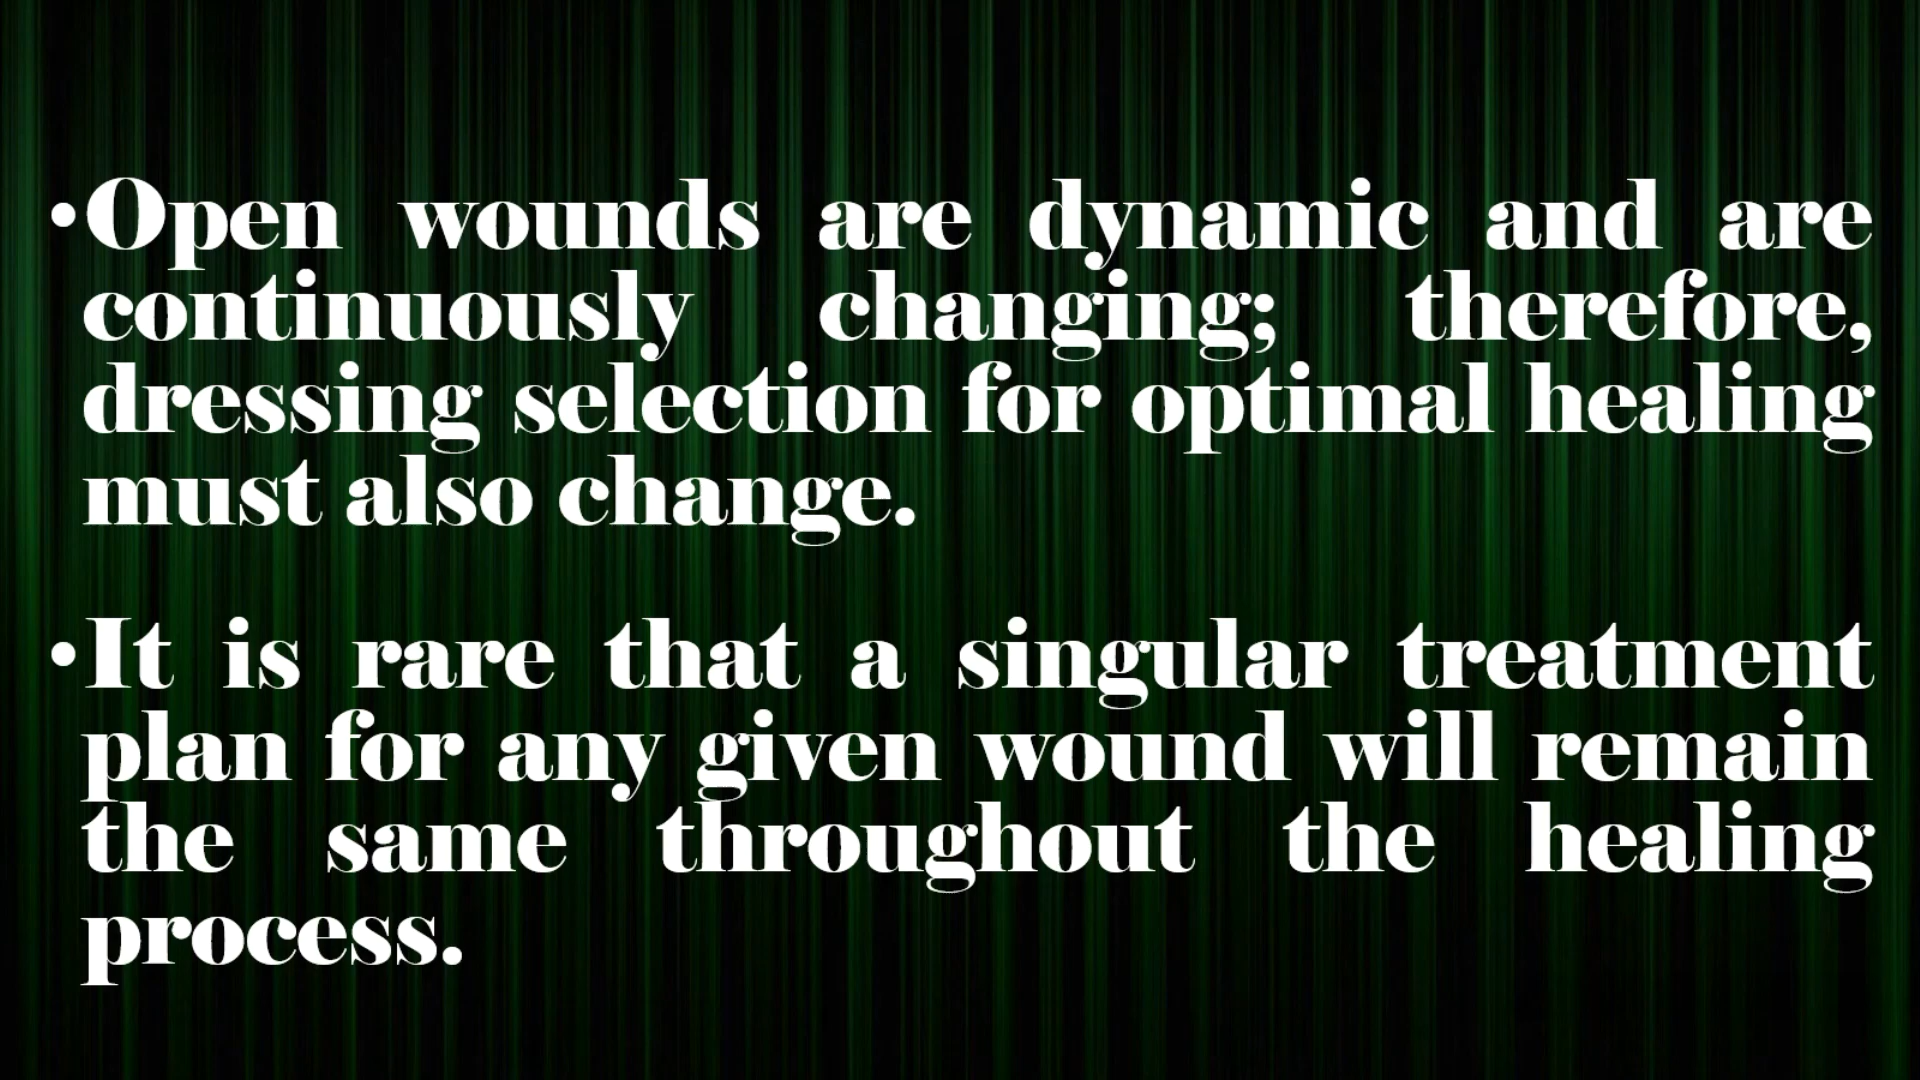 •Open wounds are dynamic and are
continuously changing; therefore,
dressing selection for optimal healing
must also change.
•It is rare that a singular treatment
plan for any given wound will remain
the same throughout the healing
process.